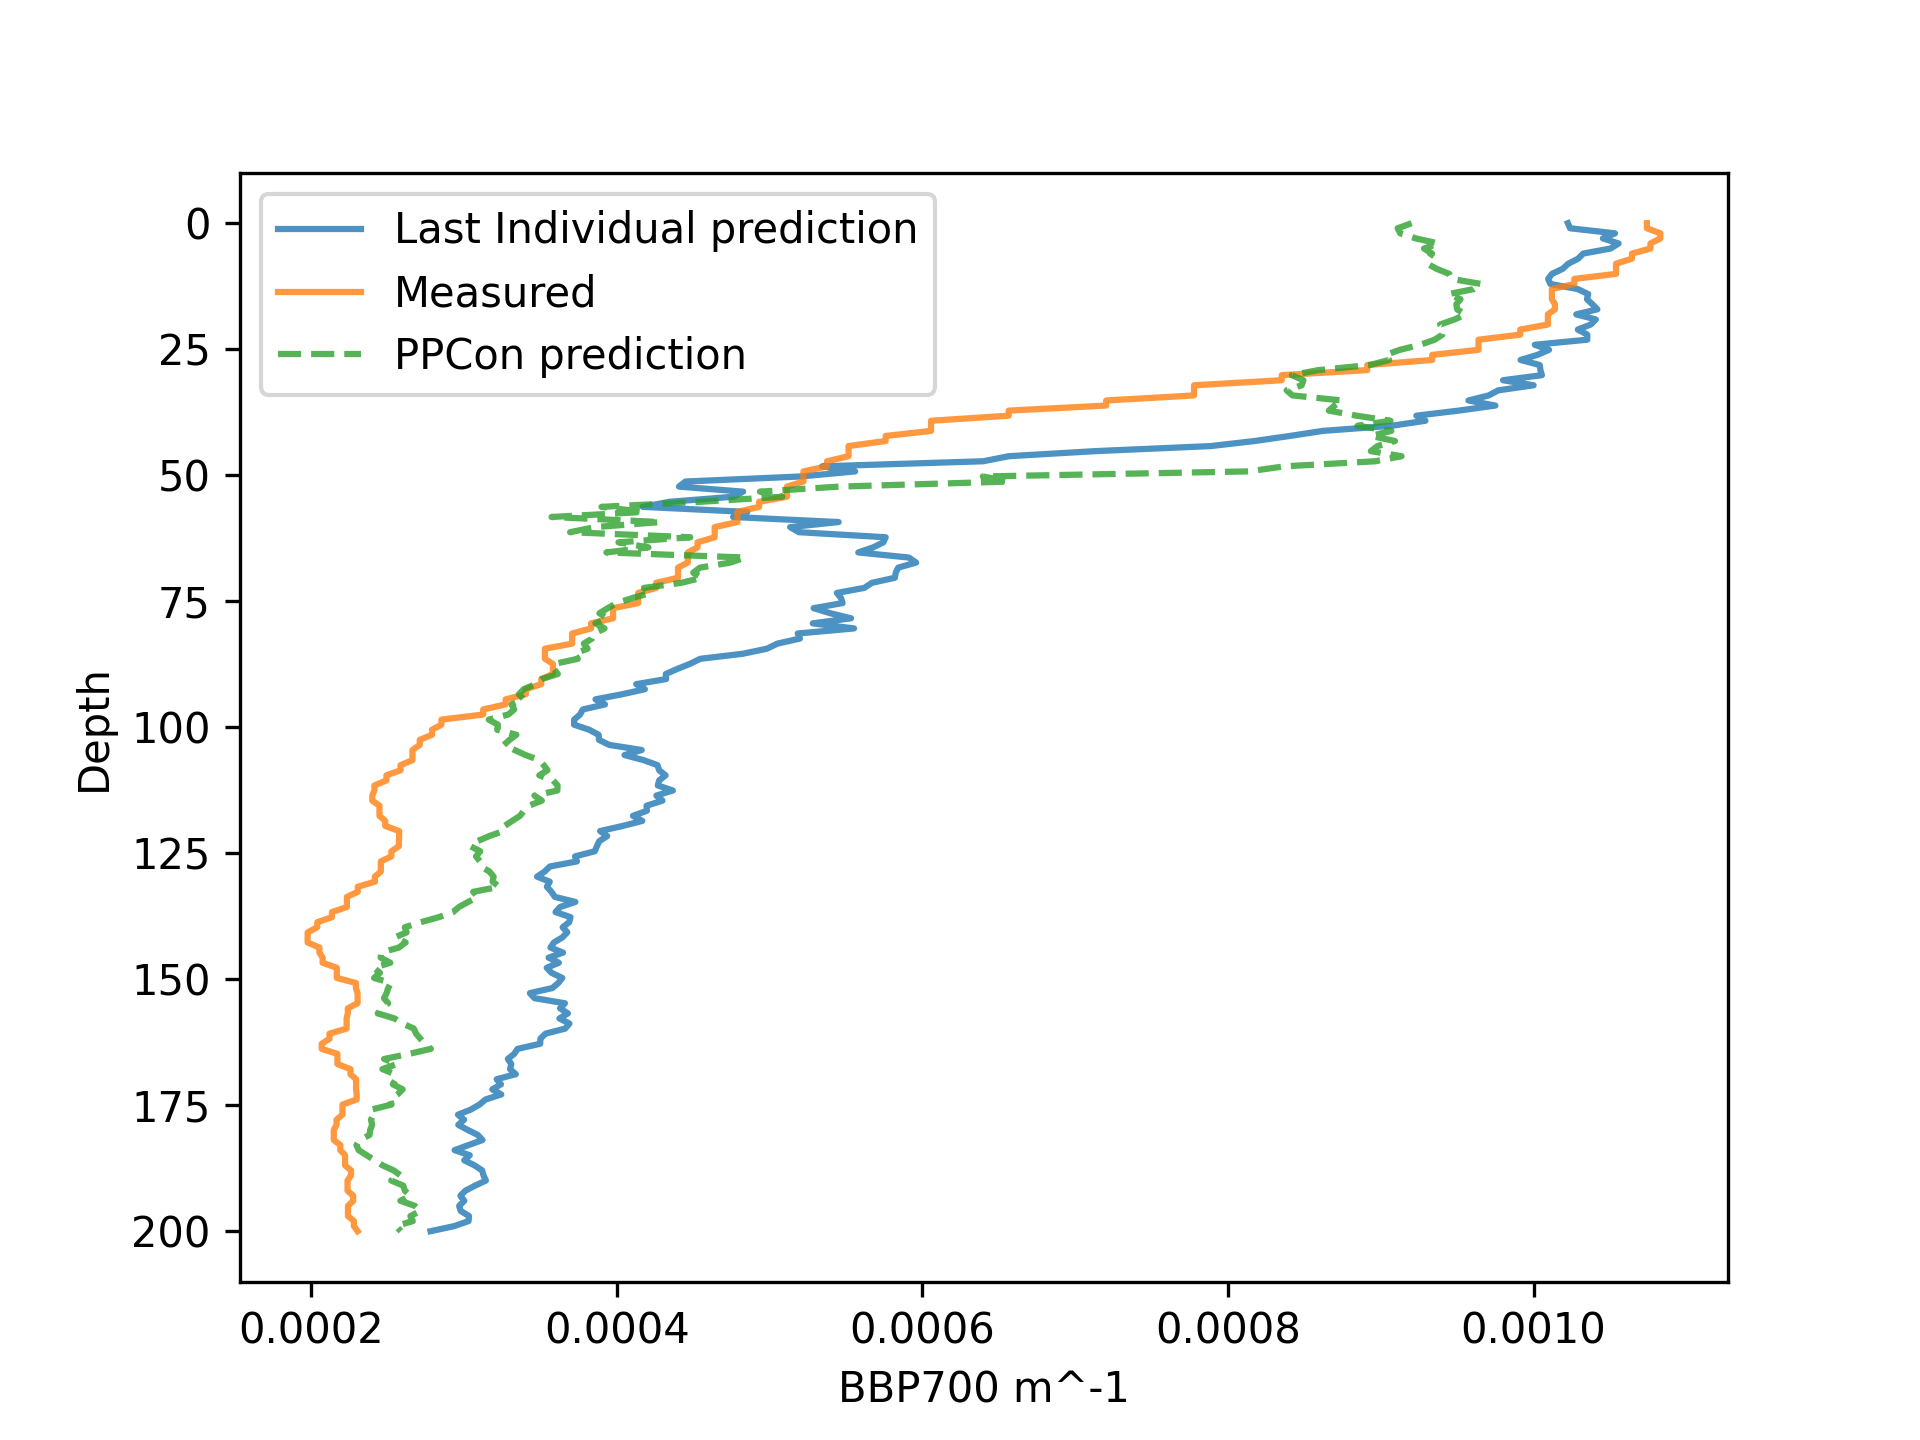 Last Individual prediction
Measured
PPCon prediction
0
25
50
75
100
125
150
175
200
Depth
0.0002 0.0004 0.0006 0.0008 0.0010
BBP700 m^-1